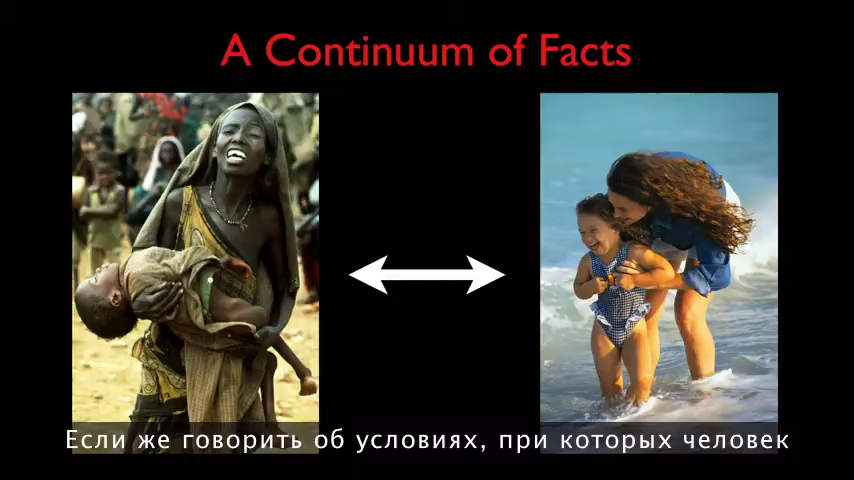 A Continuum of Facts
Если же говорить об условиях, при которых человек